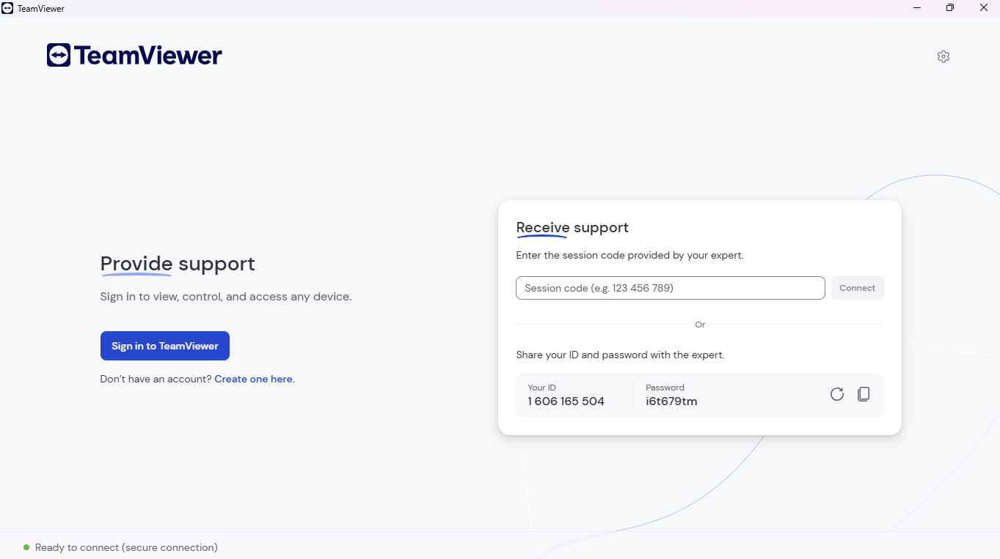 TeamViewer
TeamViewer
Provide support
Sign in to view, control, and access any device.
Sign in to TeamViewer
Don't have an account? Create one here.
Receive support
Enter the session code provided by your expert.
Session code (e.g. 123 456 789)
Connect
Or
Share your ID and password with the expert.
Your ID
1 606 165 504
Password
i6t679tm
Ready to connect (secure connection)